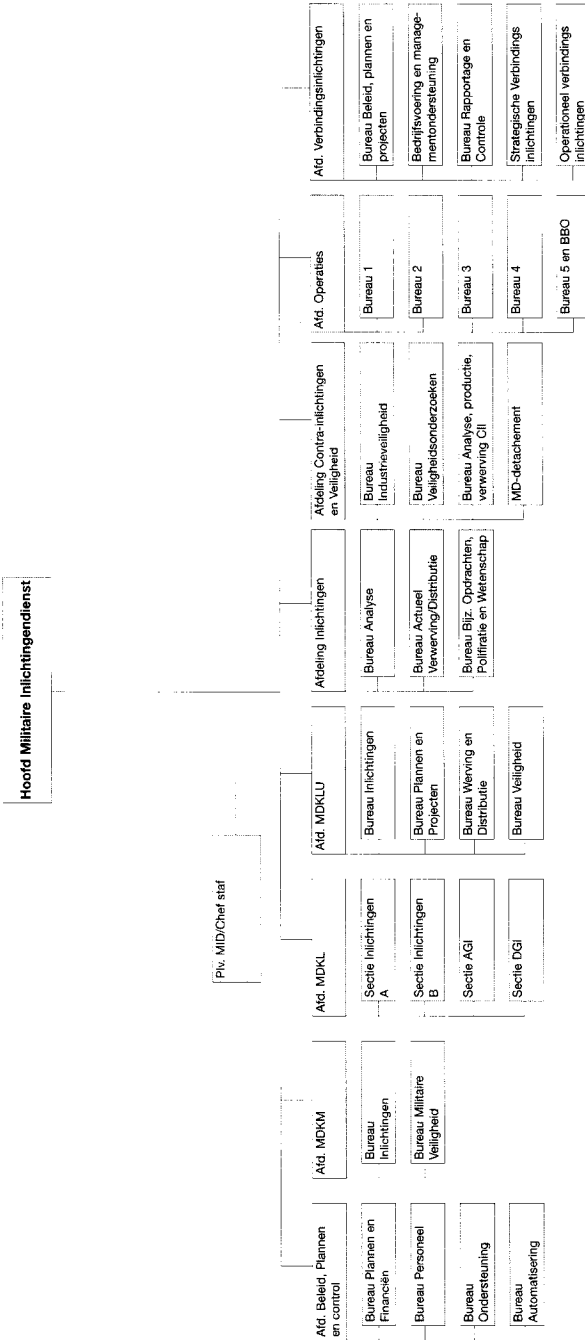 Hoofd Militaire Inlichtingendienst
Plv. MID/Chef staf
Afd. Beleid, Plannen
en control
Bureau Plannen en
Financiën
Bureau Personeel
Bureau
Ondersteuning
Bureau
Automatisering
Afd. MDKM
Bureau
Inlichtingen
Bureau Militaire
Veiligheid
Afd. MDKL
Sectie Inlichtingen
A
Sectie Inlichtingen
B
Sectie AGI
Sectie DGI
Afd. MDKLU
Bureau Inlichtingen
Bureau Plannen en
Projecten
Bureau Werving en
Distributie
Bureau Veiligheid
Afdeling Inlichtingen
Bureau Analyse
Bureau Actueel
Verwerving/Distributie
Bureau Bijz. Opdrachten,
Polifiratie en Wetenschap
Afdeling Contra-inlichtingen
en Veiligheid
Bureau
Industrieveiligheid
Bureau
Veiligheidsonderzoeken
Bureau Analyse, productie,
verwerving CII
MD-detachement
Afd. Operaties
Bureau 1
Bureau 2
Bureau 3
Bureau 4
Bureau 5 en BBO
Afd. Verbindingsinlichtingen
Bureau Beleid, plannen en
projecten
Bedrijfsvoering en manage-
mentondersteuning
Bureau Rapportage en
Controle
Strategische Verbindings
inlichtingen
Operationeel verbindings
inlichtingen